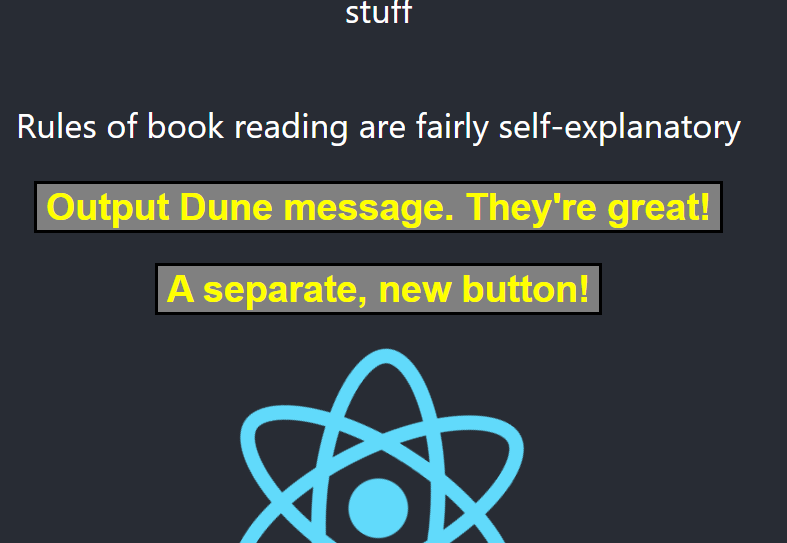 stuff
Rules of book reading are fairly self-explanatory
Output Dune message. They're great!
A separate, new button!